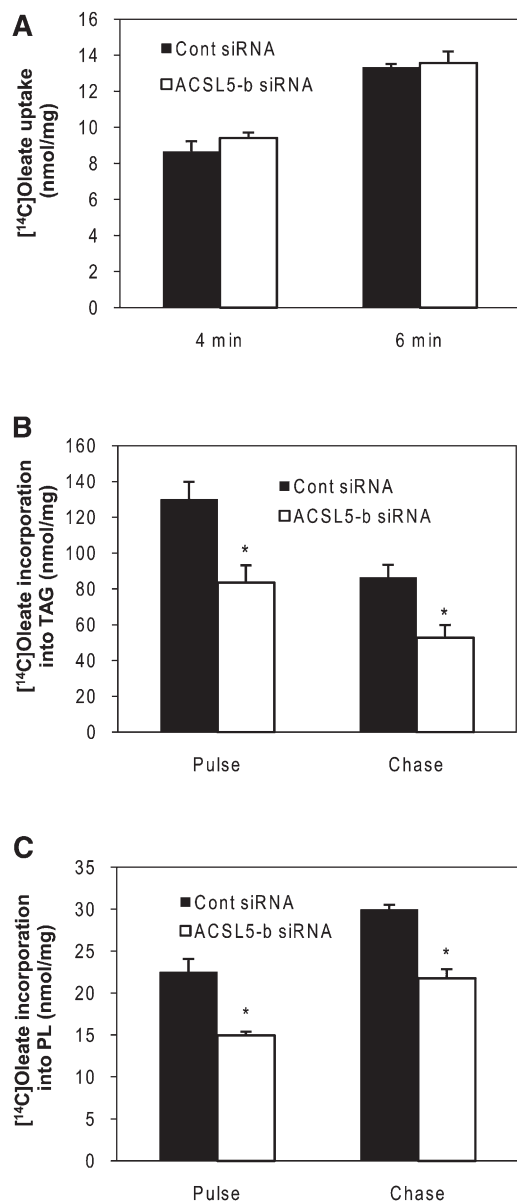 A
[14C]Oleate uptake
(nmol/mg)
16
14
12
10
8
6
4
2
0
Cont siRNA
ACSL5-b siRNA
4 min
6 min
B
[14C]Oleate incorporation
into TAG (nmol/mg)
160
140
120
100
80
60
40
20
0
Cont siRNA
ACSL5-b siRNA
*
*
Pulse
Chase
C
[14C]Oleate incorporation
into PL (nmol/mg)
35
30
25
20
15
10
5
0
Cont siRNA
ACSL5-b siRNA
*
*
Pulse
Chase